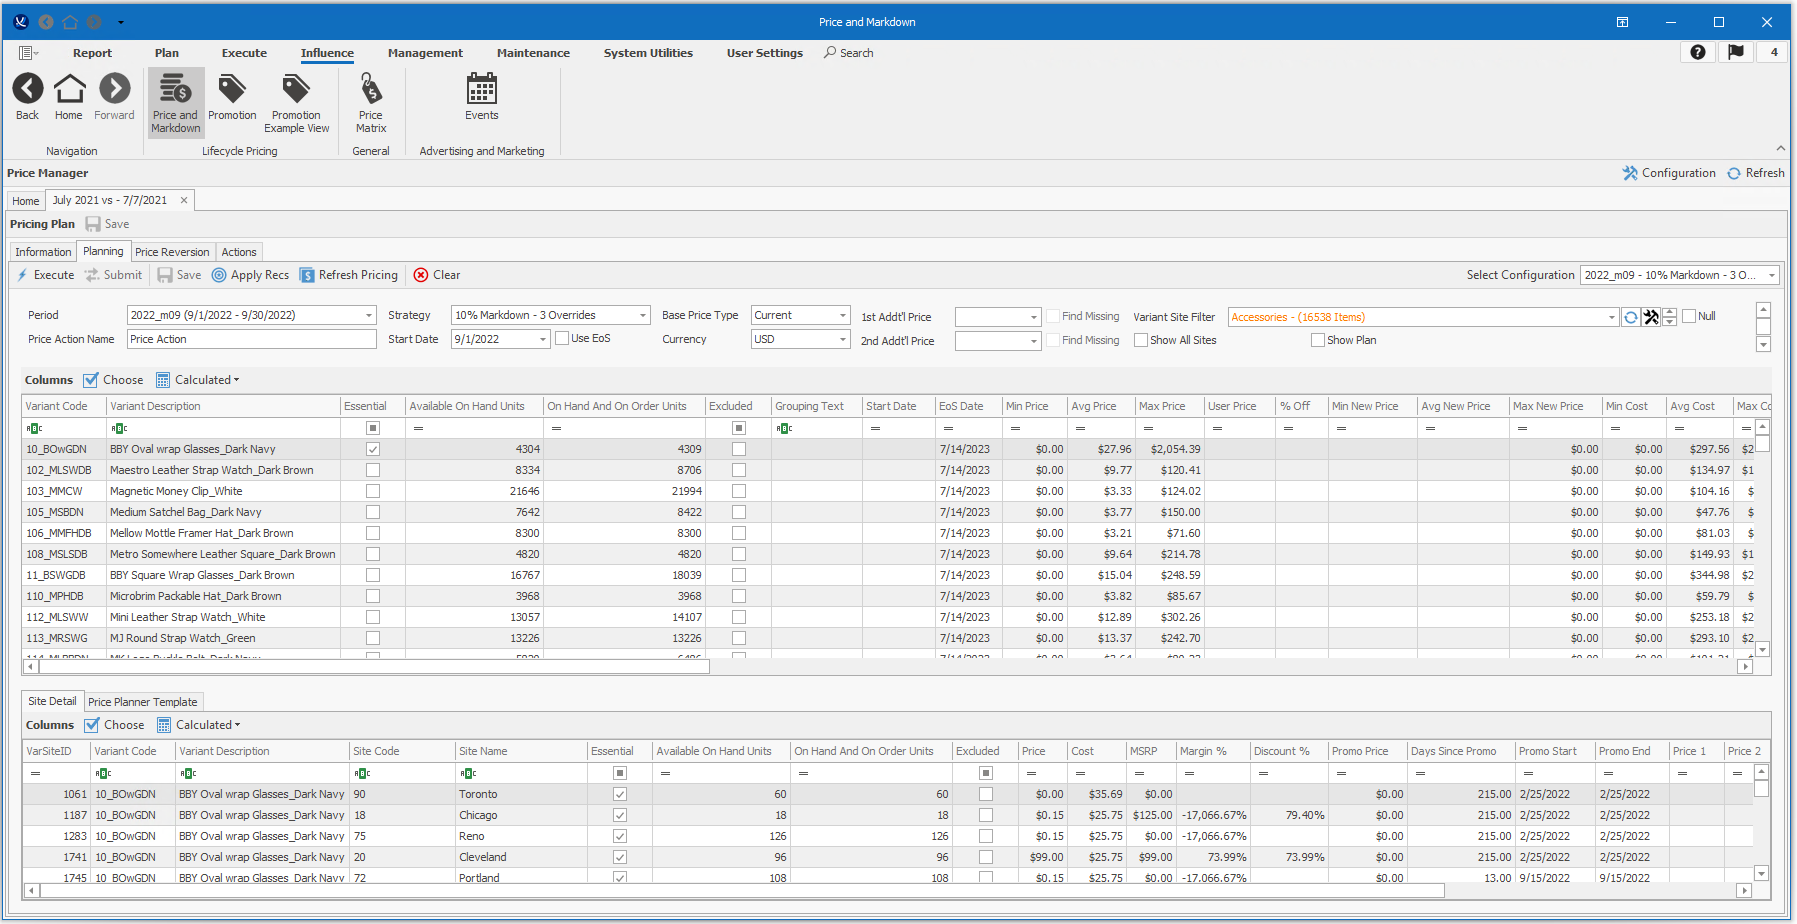 Price and Markdown
Report Plan Execute Influence Management Maintenance System Utilities User Settings Search 4
Back Home Forward Price and Markdown Promotion Promotion Example View Price Matrix Events
Navigation Lifecycle Pricing General Advertising and Marketing
Price Manager Configuration Refresh
Home July 2021 vs - 7/7/2021
Pricing Plan Save
Information Planning Price Reversion Actions
Execute Submit Save Apply Recs Refresh Pricing Clear Select Configuration 2022_m09 - 10% Markdown - 3 O...
Period 2022_m09 (9/1/2022 - 9/30/2022) Strategy 10% Markdown - 3 Overrides Base Price Type Current 1st Addt'l Price Find Missing Variant Site Filter Accessories - (16538 Items) Null
Price Action Name Price Action Start Date 9/1/2022 Use EoS Currency USD 2nd Addt'l Price Find Missing Show All Sites Show Plan
Columns Choose Calculated
Variant Code Variant Description Essential Available On Hand Units On Hand And On Order Units Excluded Grouping Text Start Date EoS Date Min Price Avg Price Max Price User Price % Off Min New Price Avg New Price Max New Price Min Cost Avg Cost Max Co
ABC ABC = = ABC = = = = = = = = = = = = =
10_BOwGDN BBY Oval wrap Glasses_Dark Navy 4304 4309 7/14/2023 $0.00 $27.96 $2,054.39 $0.00 $0.00 $297.56 $2
102_MLSWDB Maestro Leather Strap Watch_Dark Brown 8334 8706 7/14/2023 $0.00 $9.77 $120.41 $0.00 $0.00 $134.97 $1
103_MMCW Magnetic Money Clip_White 21646 21994 7/14/2023 $0.00 $3.33 $124.02 $0.00 $0.00 $104.16 $
105_MSBDN Medium Satchel Bag_Dark Navy 7642 8422 7/14/2023 $0.00 $3.77 $150.00 $0.00 $0.00 $47.76 $
106_MMFHDB Mellow Mottle Framer Hat_Dark Brown 8300 8300 7/14/2023 $0.00 $3.21 $71.60 $0.00 $0.00 $81.03 $
108_MSLSDB Metro Somewhere Leather Square_Dark Brown 4820 4820 7/14/2023 $0.00 $9.64 $214.78 $0.00 $0.00 $149.93 $1
11_BSWGDB BBY Square Wrap Glasses_Dark Brown 16767 18039 7/14/2023 $0.00 $15.04 $248.59 $0.00 $0.00 $344.98 $2
110_MPHDB Microbrim Packable Hat_Dark Brown 3968 3968 7/14/2023 $0.00 $3.82 $85.67 $0.00 $0.00 $59.79 $
112_MLSWW Mini Leather Strap Watch_White 13057 14107 7/14/2023 $0.00 $12.89 $302.26 $0.00 $0.00 $253.18 $2
113_MRSWG MJ Round Strap Watch_Green 13226 13226 7/14/2023 $0.00 $13.37 $242.70 $0.00 $0.00 $293.10 $2
Site Detail Price Planner Template
Columns Choose Calculated
VarSiteID Variant Code Variant Description Site Code Site Name Essential Available On Hand Units On Hand And On Order Units Excluded Price Cost MSRP Margin % Discount % Promo Price Days Since Promo Promo Start Promo End Price 1 Price 2
= ABC ABC ABC ABC = = = = = = = = = = = = =
1061 10_BOwGDN BBY Oval wrap Glasses_Dark Navy 90 Toronto 60 60 $0.00 $35.69 $0.00 $0.00 215.00 2/25/2022 2/25/2022
1187 10_BOwGDN BBY Oval wrap Glasses_Dark Navy 18 Chicago 18 18 $0.15 $25.75 $125.00 -17,066.67% 79.40% $0.00 215.00 2/25/2022 2/25/2022
1283 10_BOwGDN BBY Oval wrap Glasses_Dark Navy 75 Reno 126 126 $0.15 $25.75 $0.00 -17,066.67% $0.00 215.00 2/25/2022 2/25/2022
1741 10_BOwGDN BBY Oval wrap Glasses_Dark Navy 20 Cleveland 96 96 $99.00 $25.75 $99.00 73.99% 73.99% $0.00 215.00 2/25/2022 2/25/2022
1745 10_BOwGDN BBY Oval wrap Glasses_Dark Navy 72 Portland 108 108 $0.15 $25.75 $0.00 -17,066.67% $0.00 13.00 9/15/2022 9/15/2022